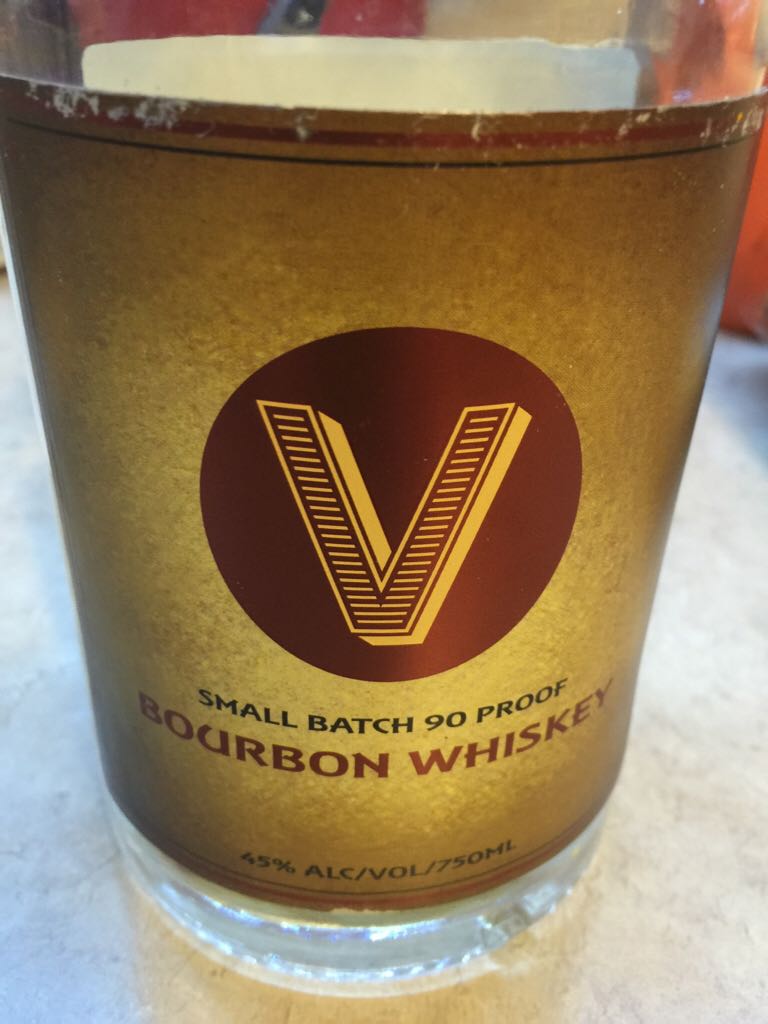 V
SMALL BATCH 90 PROOF
BOURBON WHISKEY
45% ALC/VOL/750ML